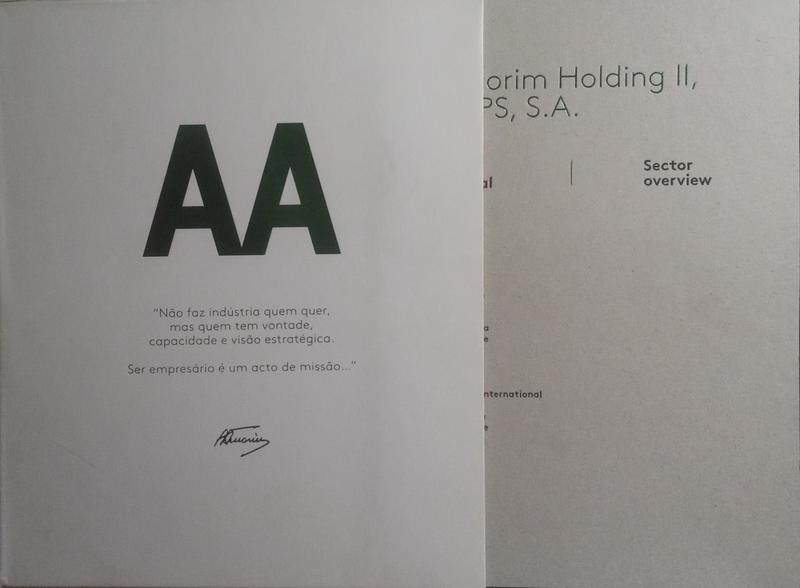 AA
“Não faz indústria quem quer,
mas quem tem vontade,
capacidade e visão estratégica.
Ser empresário é um acto de missão...”
AAmorim
orim Holding II,
PS, S.A.
al
Sector
overview
a
e
nternational
e